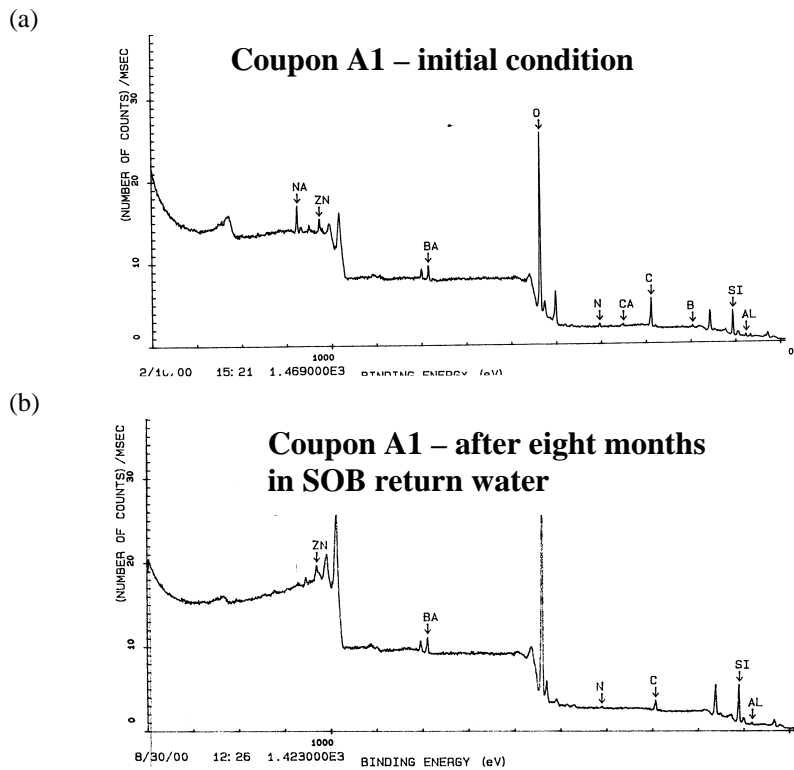 (a)
Coupon A1 – initial condition
(NUMBER OF COUNTS)/MSEC
30
20
10
0
NA
ZN
BA
O
N
CA
C
B
SI
AL
1000
0
15:21 1.469000E3
BINDING ENERGY (eV)
(b)
Coupon A1 – after eight months
in SOB return water
(NUMBER OF COUNTS)/MSEC
30
20
10
0
ZN
BA
N
C
SI
AL
1000
8/30/00 12:26 1.423000E3
BINDING ENERGY (eV)